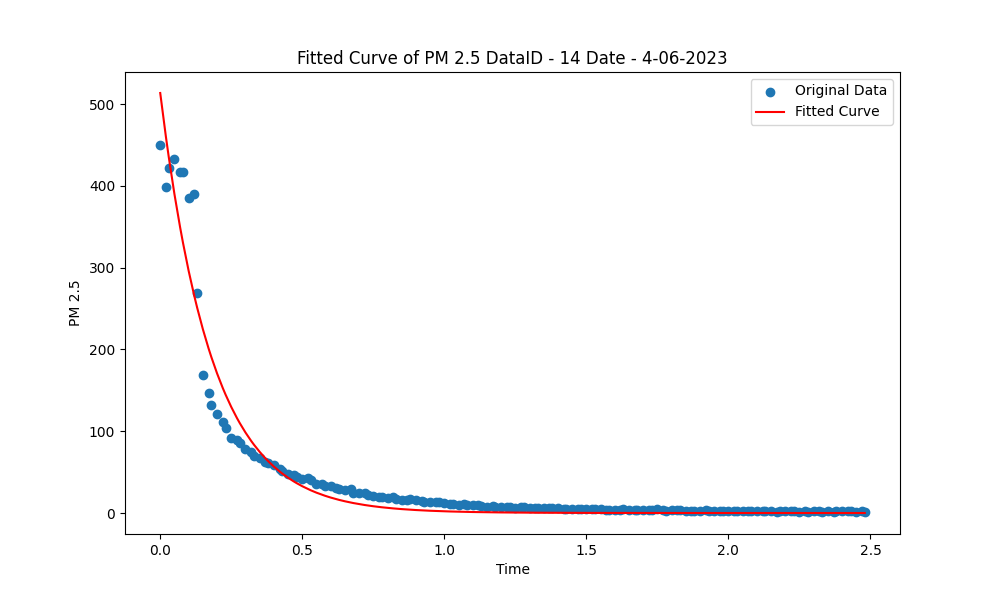 Fitted Curve of PM 2.5 DataID - 14 Date - 4-06-2023
Original Data
Fitted Curve
500
400
300
200
100
0
PM 2.5
0.0 0.5 1.0 1.5 2.0 2.5
Time